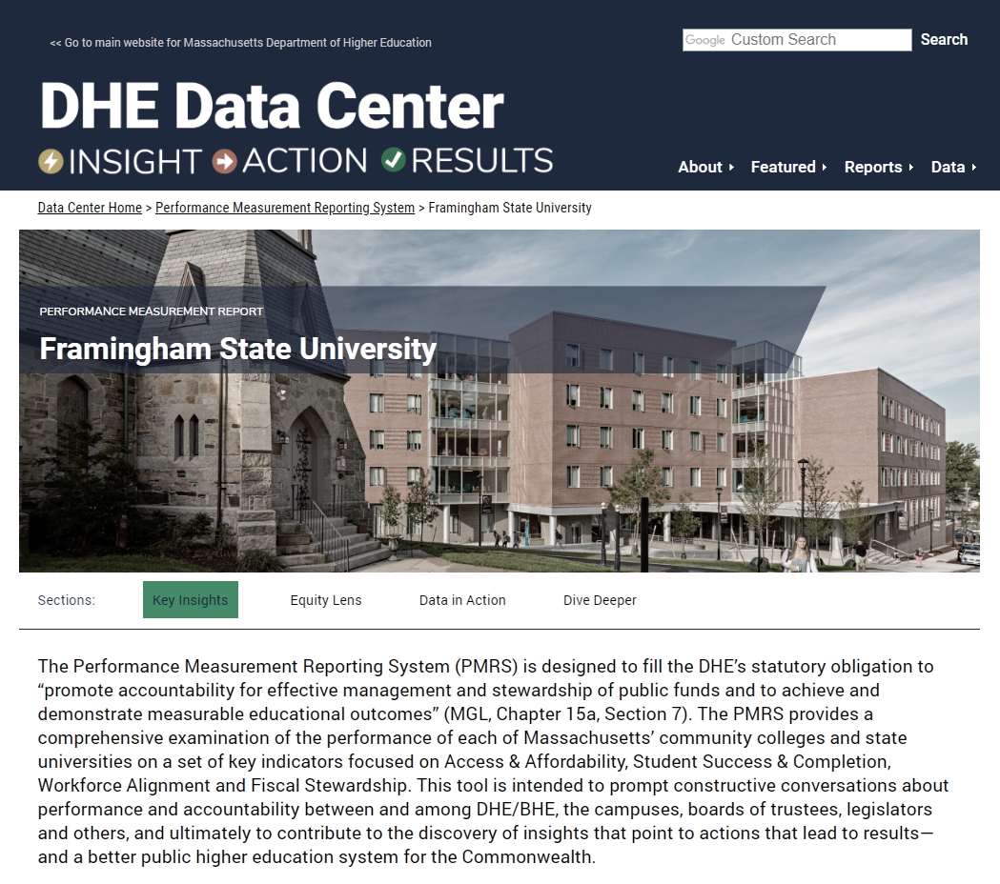 << Go to main website for Massachusetts Department of Higher Education
Google Custom Search
Search
DHE Data Center
INSIGHT ACTION RESULTS
About Featured Reports Data
Data Center Home > Performance Measurement Reporting System > Framingham State University
PERFORMANCE MEASUREMENT REPORT
Framingham State University
Sections: Key Insights Equity Lens Data in Action Dive Deeper
The Performance Measurement Reporting System (PMRS) is designed to fill the DHE’s statutory obligation to
“promote accountability for effective management and stewardship of public funds and to achieve and
demonstrate measurable educational outcomes” (MGL, Chapter 15a, Section 7). The PMRS provides a
comprehensive examination of the performance of each of Massachusetts’ community colleges and state
universities on a set of key indicators focused on Access & Affordability, Student Success & Completion,
Workforce Alignment and Fiscal Stewardship. This tool is intended to prompt constructive conversations about
performance and accountability between and among DHE/BHE, the campuses, boards of trustees, legislators
and others, and ultimately to contribute to the discovery of insights that point to actions that lead to results—
and a better public higher education system for the Commonwealth.